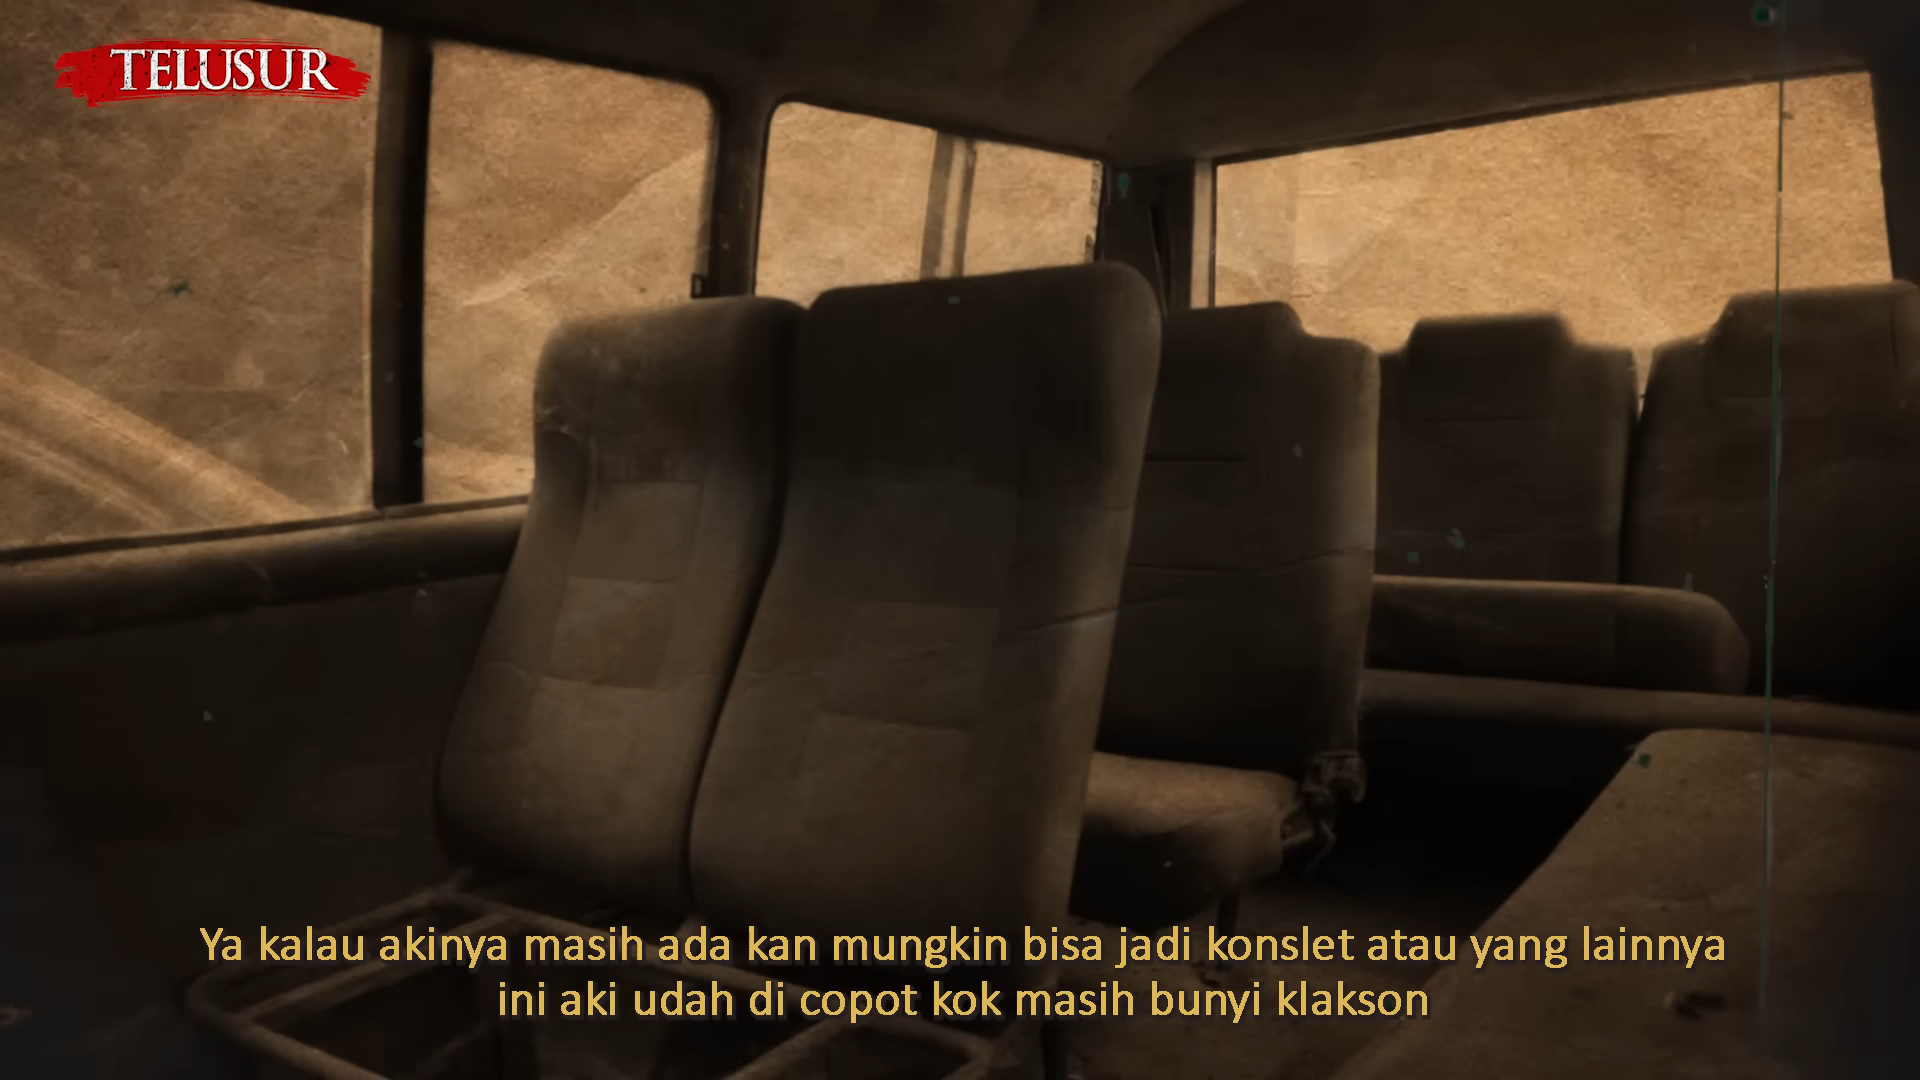 TELUSUR
Ya kalau akinya masih ada kan mungkin bisa jadi konslet atau yang lainnya
ini aki udah di copot kok masih bunyi klakson